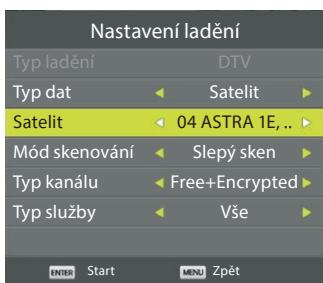 Nastavení ladění
Typ ladění DTV
Typ dat Satelit
Satelit 04 ASTRA 1E, ..
Mód skenování Slepý sken
Typ kanálu Free+Encrypted
Typ služby Vše
ENTER Start MENU Zpět